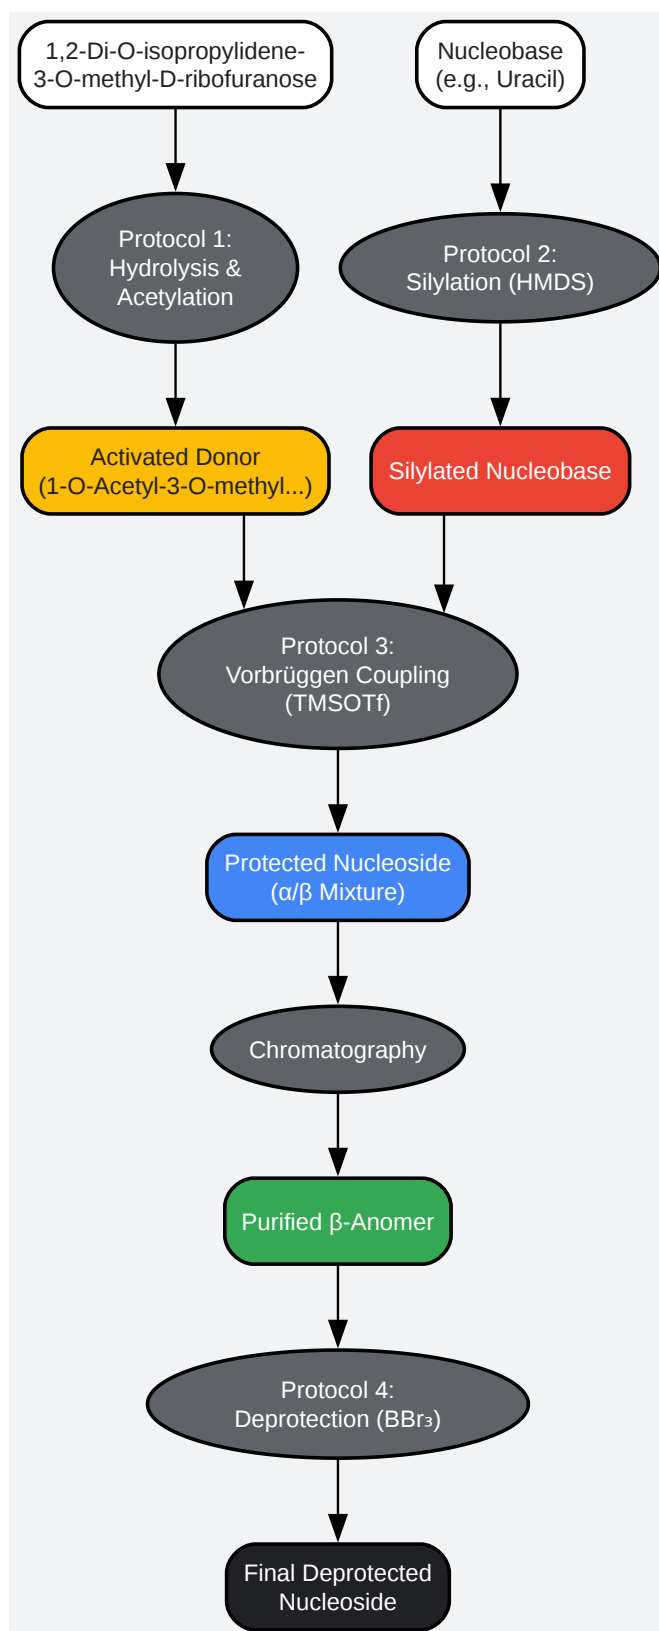 1,2-Di-O-isopropylidene-
3-O-methyl-D-ribofuranose
Nucleobase
(e.g., Uracil)
Protocol 1:
Hydrolysis &
Acetylation
Protocol 2:
Silylation (HMDS)
Activated Donor
(1-O-Acetyl-3-O-methyl...)
Silylated Nucleobase
Protocol 3:
Vorbrüggen Coupling
(TMSOTf)
Protected Nucleoside
(α/β Mixture)
Chromatography
Purified β-Anomer
Protocol 4:
Deprotection (BBr₃)
Final Deprotected
Nucleoside